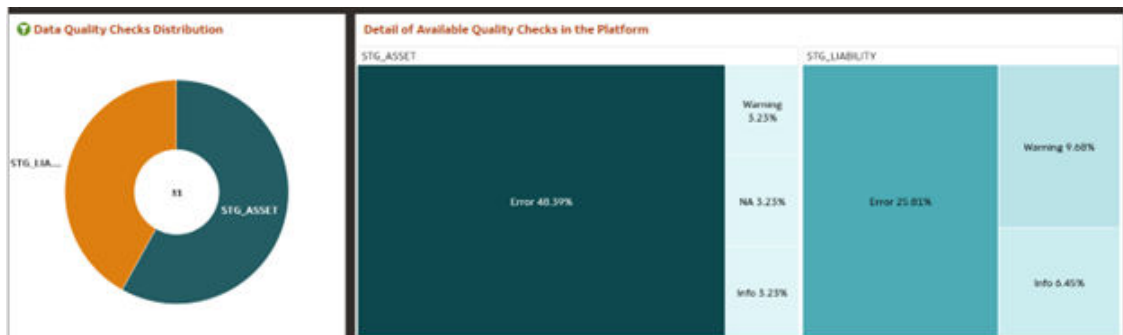 Data Quality Checks Distribution
Detail of Available Quality Checks in the Platform
STG_ASSET
STG_LIABILITY
STG_LIA...
31
STG_ASSET
Error 48.39%
Warning
3.23%
NA 3.23%
Info 3.23%
Error 25.81%
Warning 9.68%
Info 6.45%